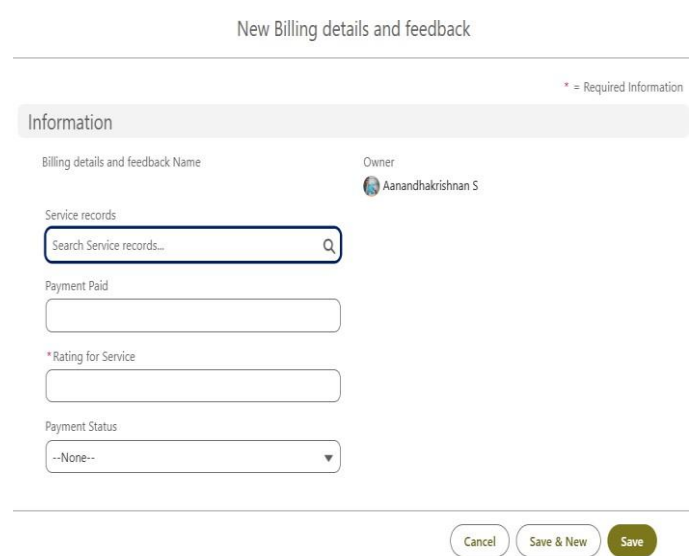 New Billing details and feedback
* = Required Information
Information
Billing details and feedback Name
Owner
Aanandhakrishnan S
Service records
Search Service records...
Payment Paid
*Rating for Service
Payment Status
--None--
Cancel
Save & New
Save